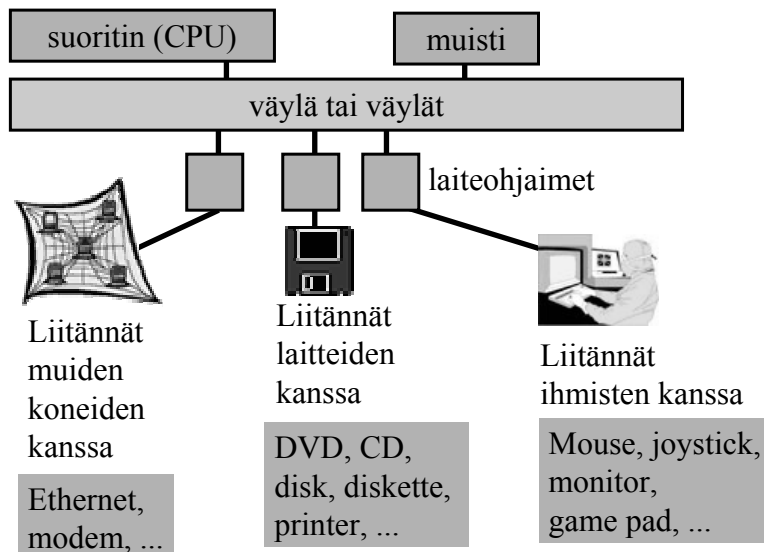 suoritin (CPU)
muisti
väylä tai väylät
laiteohjaimet
Liitännät
muiden
koneiden
kanssa
Ethernet,
modem, ...
Liitännät
laitteiden
kanssa
DVD, CD,
disk, diskette,
printer, ...
Liitännät
ihmisten kanssa
Mouse, joystick,
monitor,
game pad, ...